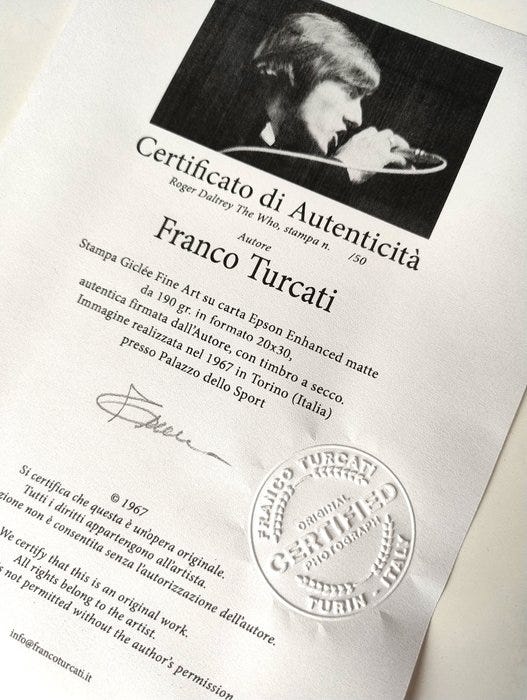 Certificato di Autenticità
Roger Daltrey The Who, stampa n. /50
Autore
Franco Turcati
Stampa Giclée Fine Art su carta Epson Enhanced matte
da 190 gr. in formato 20x30,
autentica firmata dall'Autore, con timbro a secco.
Immagine realizzata nel 1967 in Torino (Italia)
presso Palazzo dello Sport
© 1967
Si certifica che questa è un'opera originale.
Tutti i diritti appartengono all'artista.
zione non è consentita senza l'autorizzazione dell'autore.
We certify that this is an original work.
All rights belong to the artist.
is not permitted without the author's permission
info@francoturcati.it
FRANCO TURCATI
ORIGINAL
CERTIFIED
PHOTOGRAPH
TURIN - ITALY